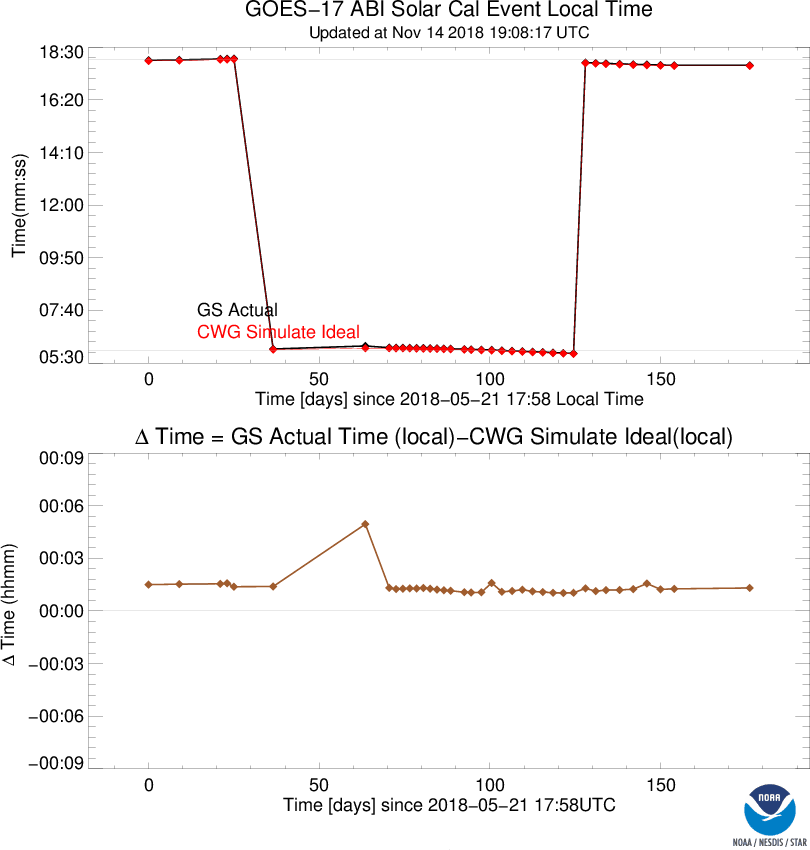 GOES−17 ABI Solar Cal Event Local Time
Updated at Nov 14 2018 19:08:17 UTC
Time(mm:ss)
18:30
16:20
14:10
12:00
09:50
07:40
05:30
GS Actual
CWG Simulate Ideal
0 50 100 150
Time [days] since 2018−05−21 17:58 Local Time
Δ Time = GS Actual Time (local)−CWG Simulate Ideal(local)
Δ Time (hhmm)
00:09
00:06
00:03
00:00
−00:03
−00:06
−00:09
0 50 100 150
Time [days] since 2018−05−21 17:58UTC
NOAA
NOAA / NESDIS / STAR